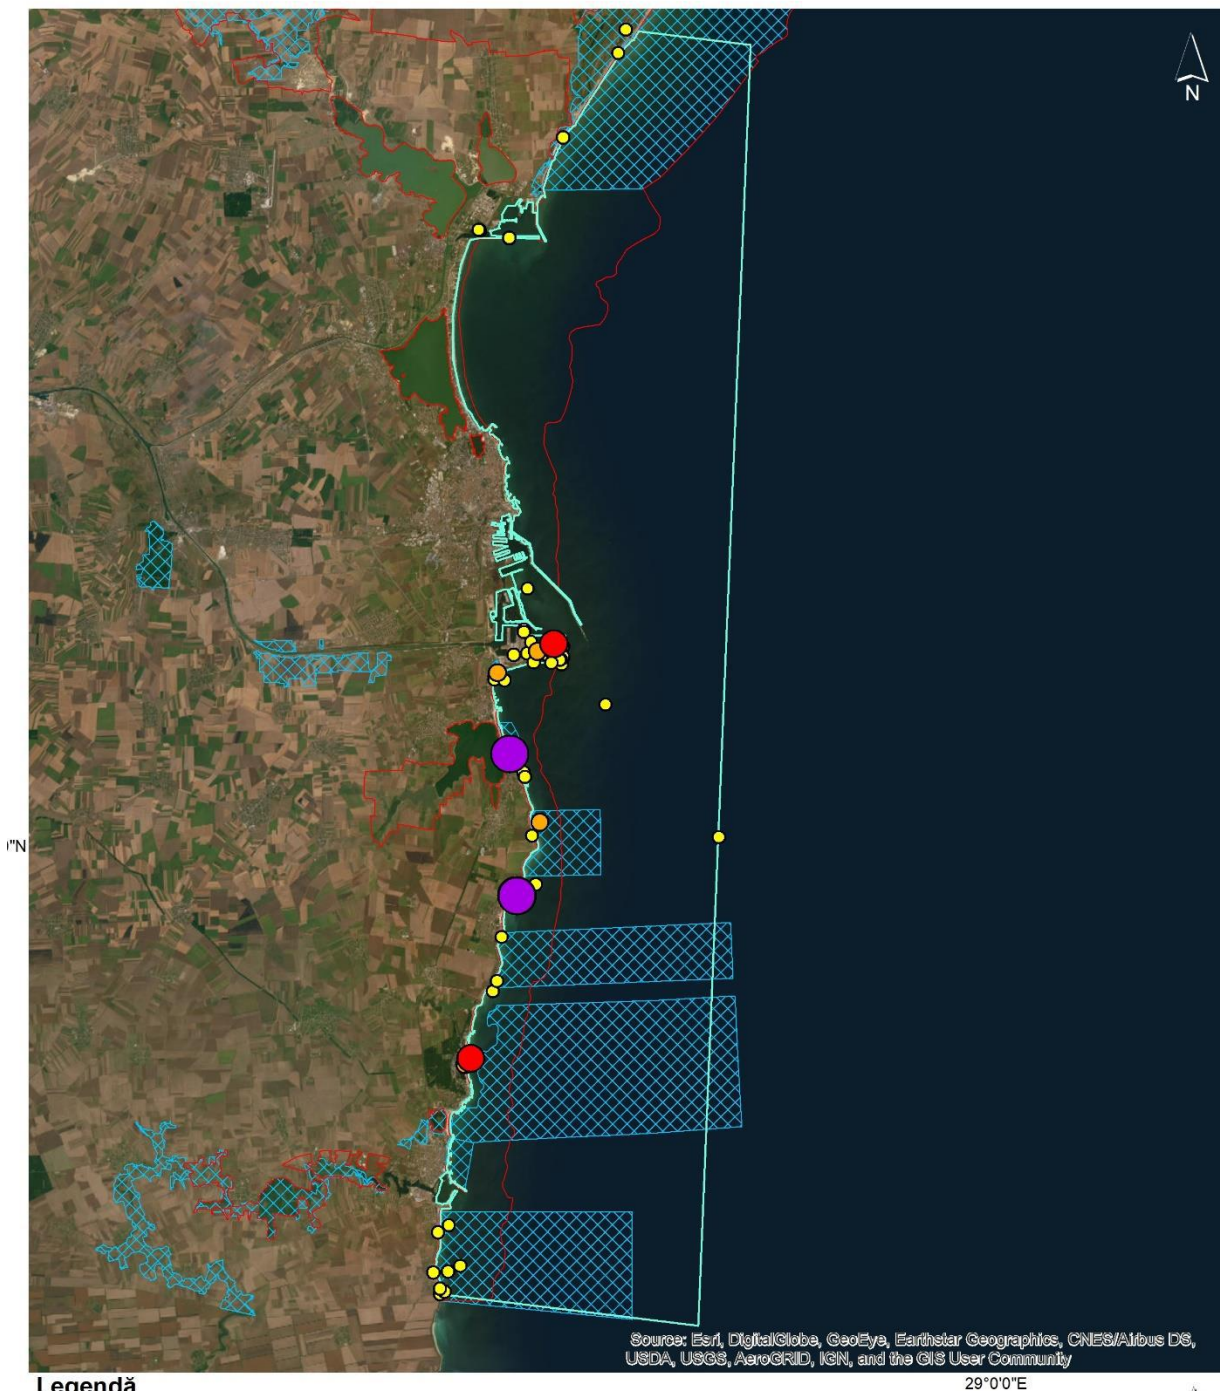 N
)"N
Source: Esri, DigitalGlobe, GeoEye, Earthstar Geographics, CNES/Airbus DS,
USDA, USGS, AeroGRID, IGN, and the GIS User Community
Legendă
29°0'0"E